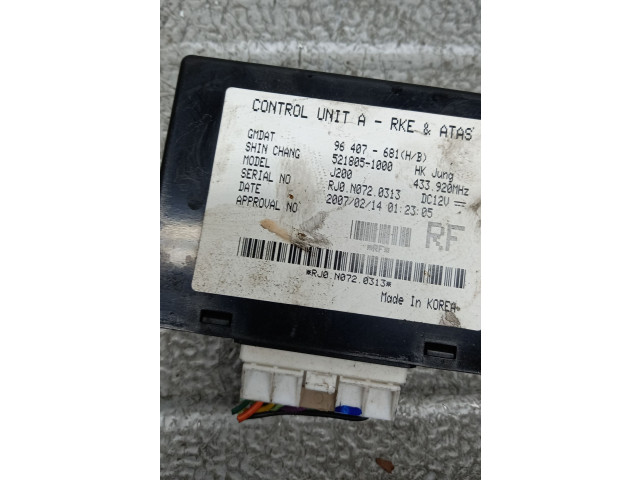 CONTROL UNIT A - RKE & ATAS
GMDAT 96 407 - 681(H/B)
SHIN CHANG 521805-1000 HK Jung
MODEL J200 433.920MHz
SERIAL NO RJ0.N072.0313 DC12V
DATE 2007/02/14 01:23:05
APPROVAL NO
*RF* RF
*RJ0.N072.0313*
Made In KOREA